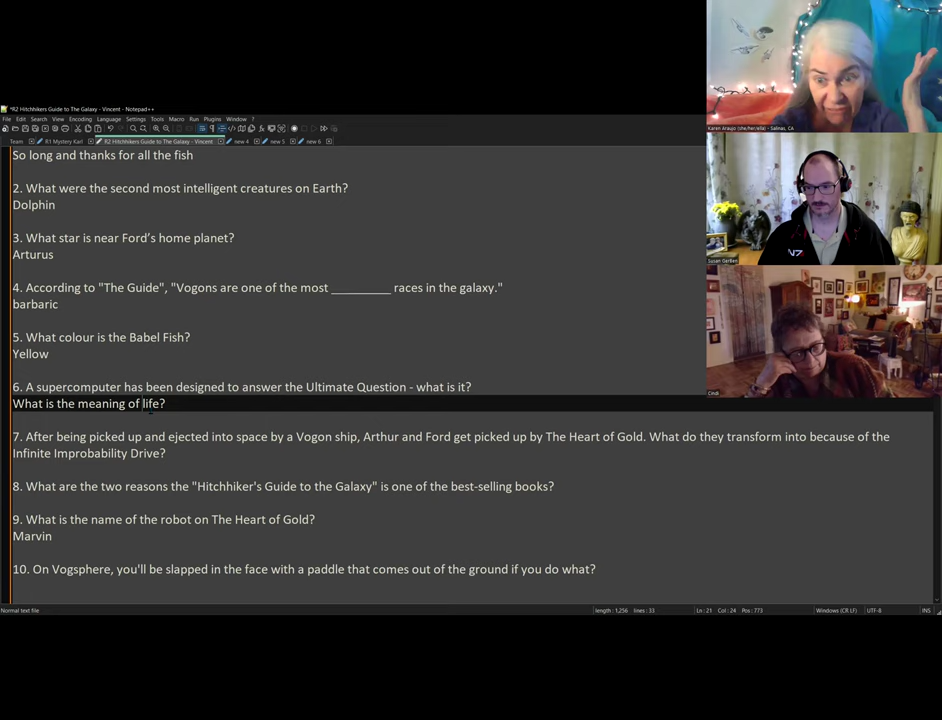 Karen Araujo (she/her/ella) - Salinas, CA
*R2 Hitchhikers Guide to The Galaxy - Vincent - Notepad++
File Edit Search View Encoding Language Settings Tools Macro Run Plugins Window ?
Team R1 Mystery Karl R2 Hitchhikers Guide to The Galaxy - Vincent new 4 new 5 new 6
So long and thanks for all the fish
2. What were the second most intelligent creatures on Earth?
Dolphin
3. What star is near Ford's home planet?
Arturus
4. According to "The Guide", "Vogons are one of the most _________ races in the galaxy."
barbaric
5. What colour is the Babel Fish?
Yellow
6. A supercomputer has been designed to answer the Ultimate Question - what is it?
What is the meaning of life?
7. After being picked up and ejected into space by a Vogon ship, Arthur and Ford get picked up by The Heart of Gold. What do they transform into because of the
Infinite Improbability Drive?
8. What are the two reasons the "Hitchhiker's Guide to the Galaxy" is one of the best-selling books?
9. What is the name of the robot on The Heart of Gold?
Marvin
10. On Vogsphere, you'll be slapped in the face with a paddle that comes out of the ground if you do what?
Normal text file length : 1,256 lines : 33 Ln : 21 Col : 24 Pos : 773 Windows (CR LF) UTF-8 INS
N7
Susan Gerbeil
Cindi